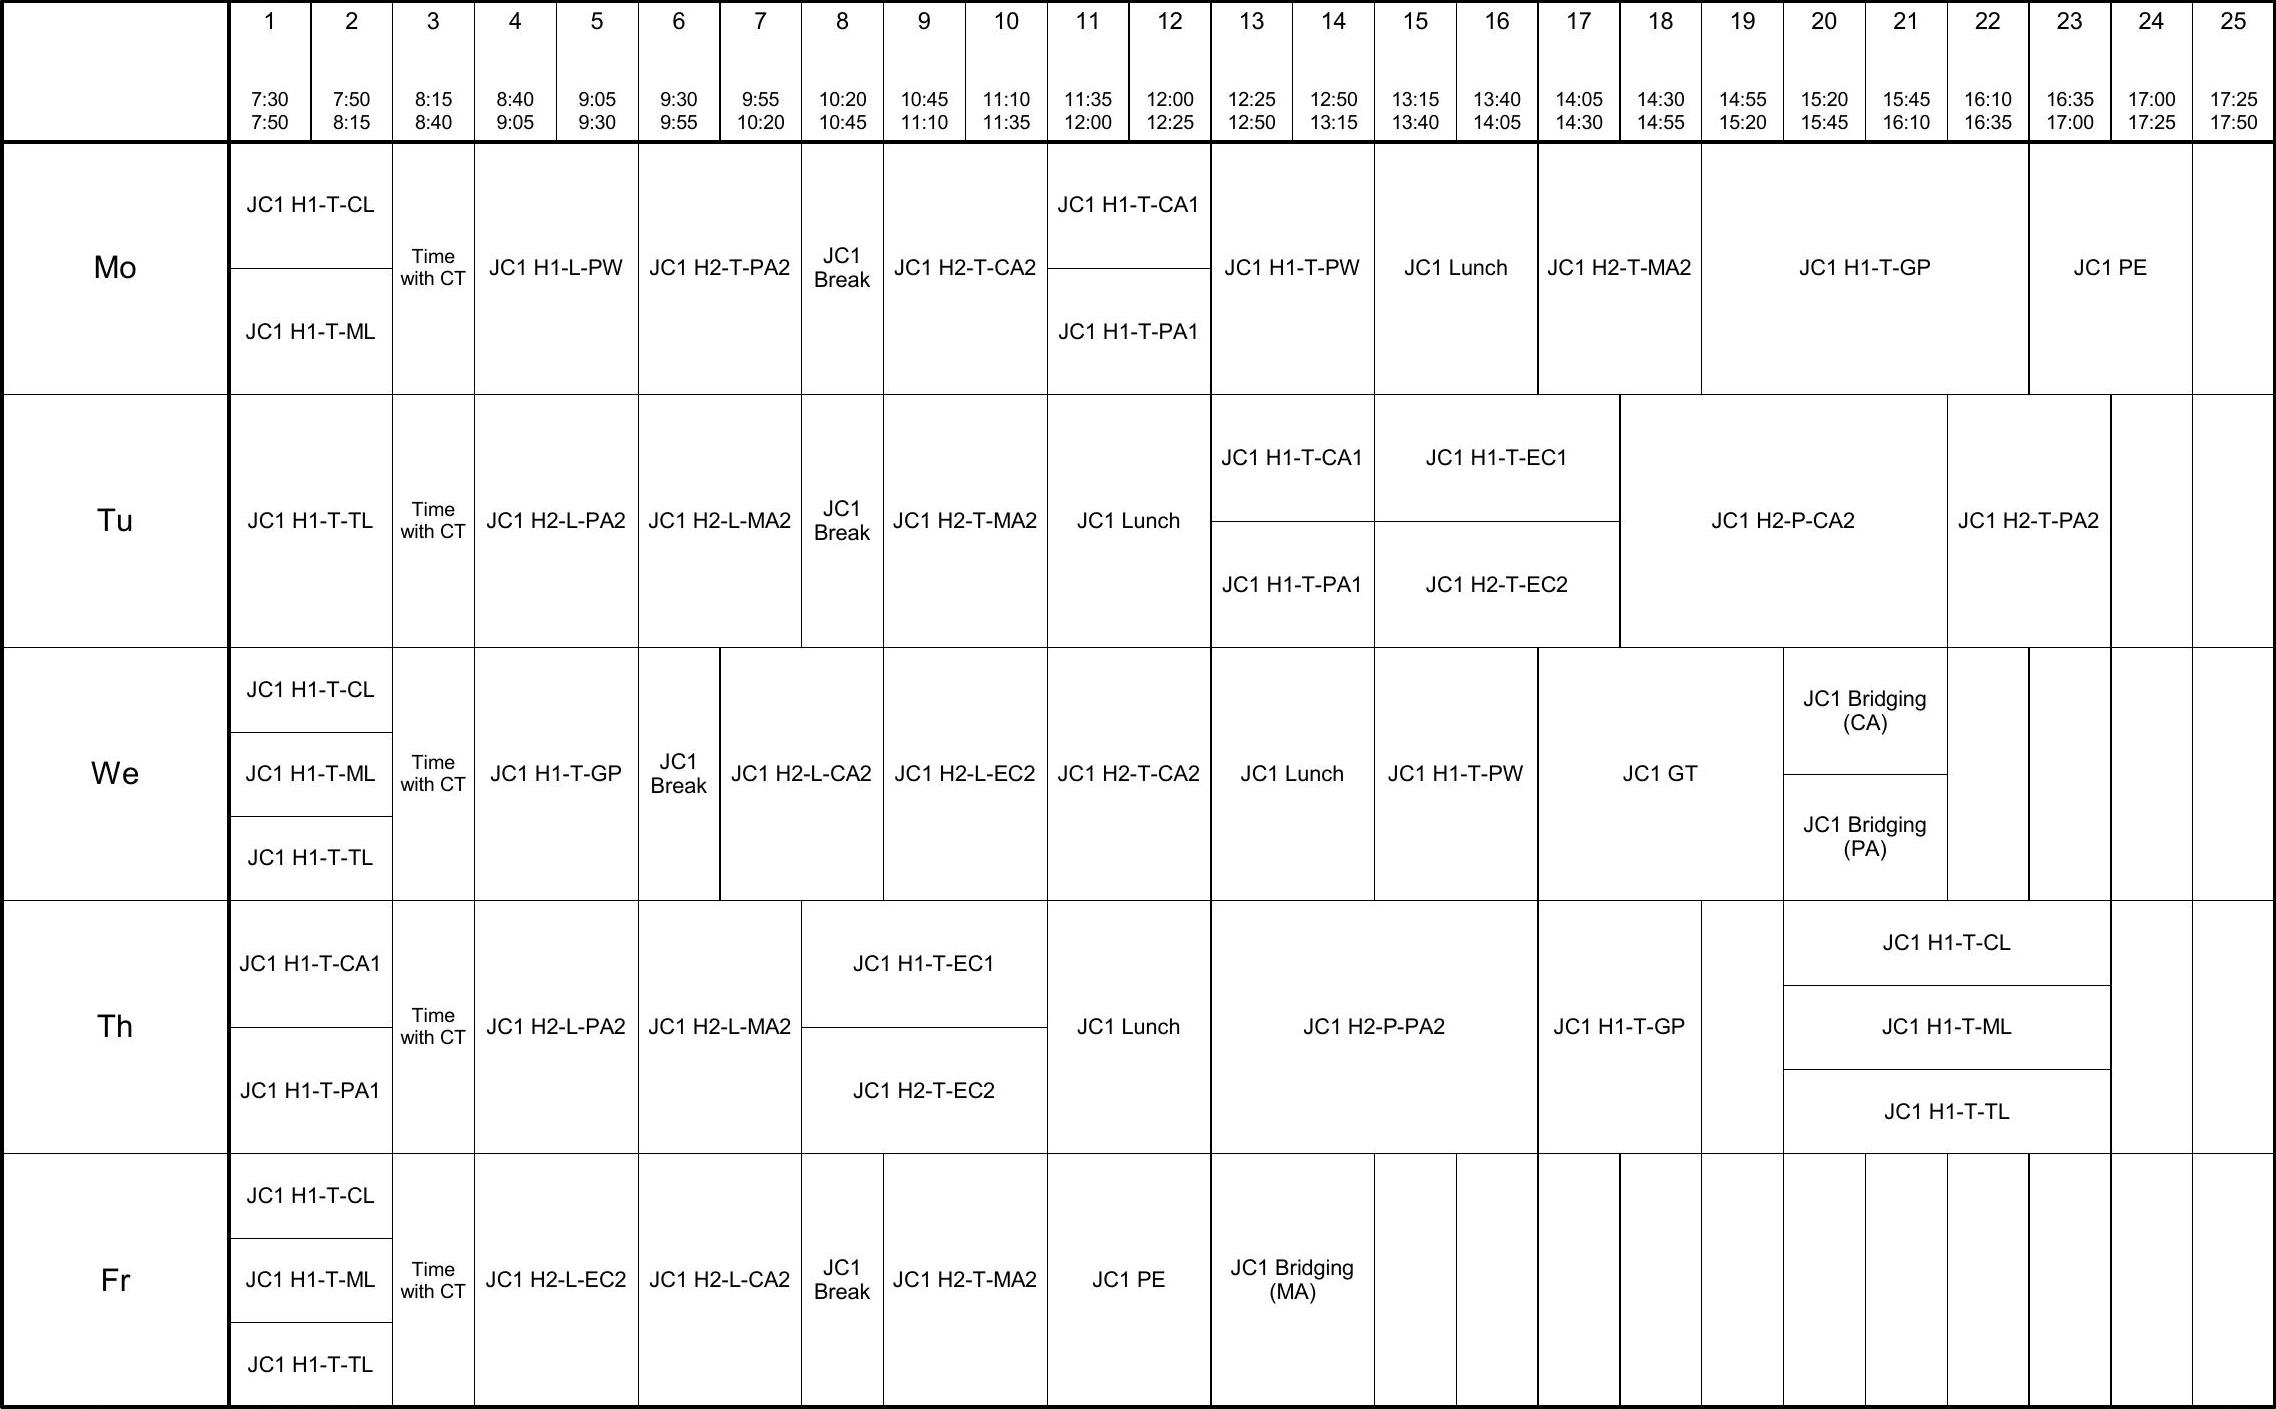 1 2 3 4 5 6 7 8 9 10 11 12 13 14 15 16 17 18 19 20 21 22 23 24 25
7:30 7:50 8:15 8:40 9:05 9:30 9:55 10:20 10:45 11:10 11:35 12:00 12:25 12:50 13:15 13:40 14:05 14:30 14:55 15:20 15:45 16:10 16:35 17:00 17:25
7:50 8:15 8:40 9:05 9:30 9:55 10:20 10:45 11:10 11:35 12:00 12:25 12:50 13:15 13:40 14:05 14:30 14:55 15:20 15:45 16:10 16:35 17:00 17:25 17:50
Mo
JC1 H1-T-CL
JC1 H1-T-ML
Time
with CT
JC1 H1-L-PW
JC1 H2-T-PA2
JC1
Break
JC1 H2-T-CA2
JC1 H1-T-CA1
JC1 H1-T-PA1
JC1 H1-T-PW
JC1 Lunch
JC1 H2-T-MA2
JC1 H1-T-GP
JC1 PE
Tu
JC1 H1-T-TL
Time
with CT
JC1 H2-L-PA2
JC1 H2-L-MA2
JC1
Break
JC1 H2-T-MA2
JC1 Lunch
JC1 H1-T-CA1
JC1 H1-T-PA1
JC1 H1-T-EC1
JC1 H2-T-EC2
JC1 H2-P-CA2
JC1 H2-T-PA2
We
JC1 H1-T-CL
JC1 H1-T-ML
JC1 H1-T-TL
Time
with CT
JC1 H1-T-GP
JC1
Break
JC1 H2-L-CA2
JC1 H2-L-EC2
JC1 H2-T-CA2
JC1 Lunch
JC1 H1-T-PW
JC1 GT
JC1 Bridging
(CA)
JC1 Bridging
(PA)
Th
JC1 H1-T-CA1
JC1 H1-T-PA1
Time
with CT
JC1 H2-L-PA2
JC1 H2-L-MA2
JC1 H1-T-EC1
JC1 H2-T-EC2
JC1 Lunch
JC1 H2-P-PA2
JC1 H1-T-GP
JC1 H1-T-CL
JC1 H1-T-ML
JC1 H1-T-TL
Fr
JC1 H1-T-CL
JC1 H1-T-ML
JC1 H1-T-TL
Time
with CT
JC1 H2-L-EC2
JC1 H2-L-CA2
JC1
Break
JC1 H2-T-MA2
JC1 PE
JC1 Bridging
(MA)